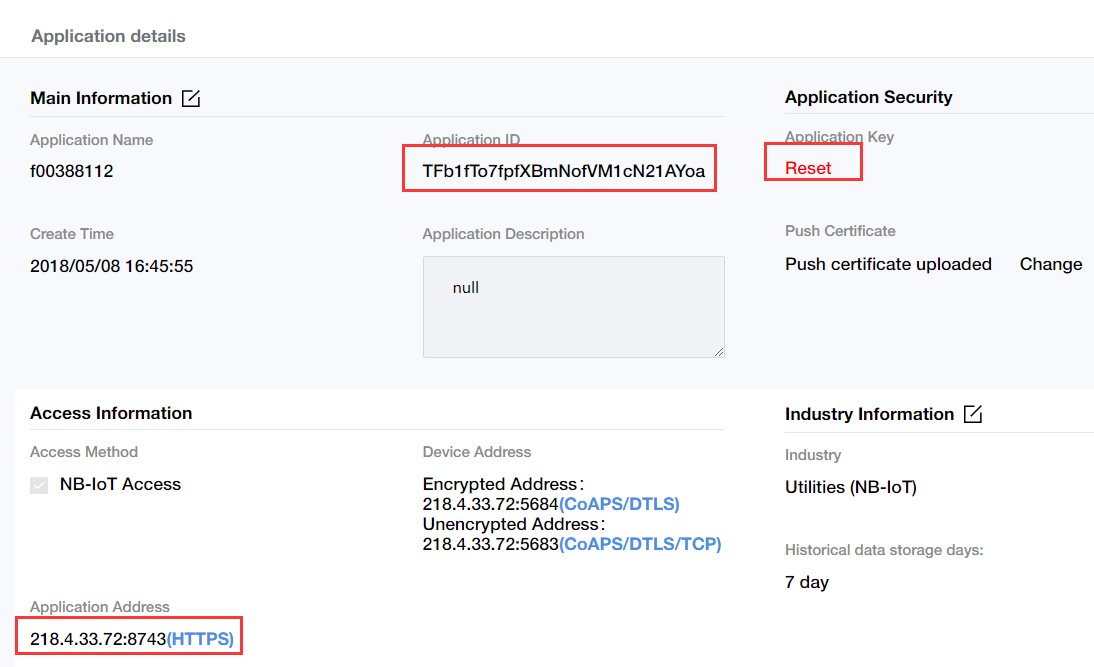 Application details
Main Information
Application Security
Application Name
Application ID
Application Key
f00388112
TFb1fTo7fpfXBmNofVM1cN21AYoa
Reset
Create Time
Application Description
Push Certificate
2018/05/08 16:45:55
null
Push certificate uploaded Change
Access Information
Industry Information
Access Method
Device Address
Industry
NB-IoT Access
Encrypted Address:
218.4.33.72:5684(CoAPS/DTLS)
Unencrypted Address:
218.4.33.72:5683(CoAPS/DTLS/TCP)
Utilities (NB-IoT)
Historical data storage days:
7 day
Application Address
218.4.33.72:8743(HTTPS)